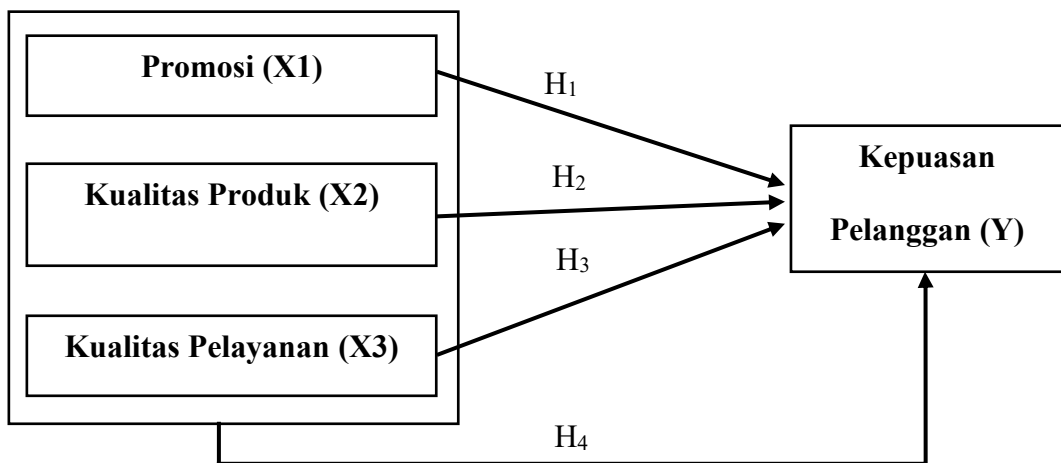 Promosi (X1)
H₁
Kualitas Produk (X2)
H₂
Kepuasan
Pelanggan (Y)
H₃
Kualitas Pelayanan (X3)
H₄